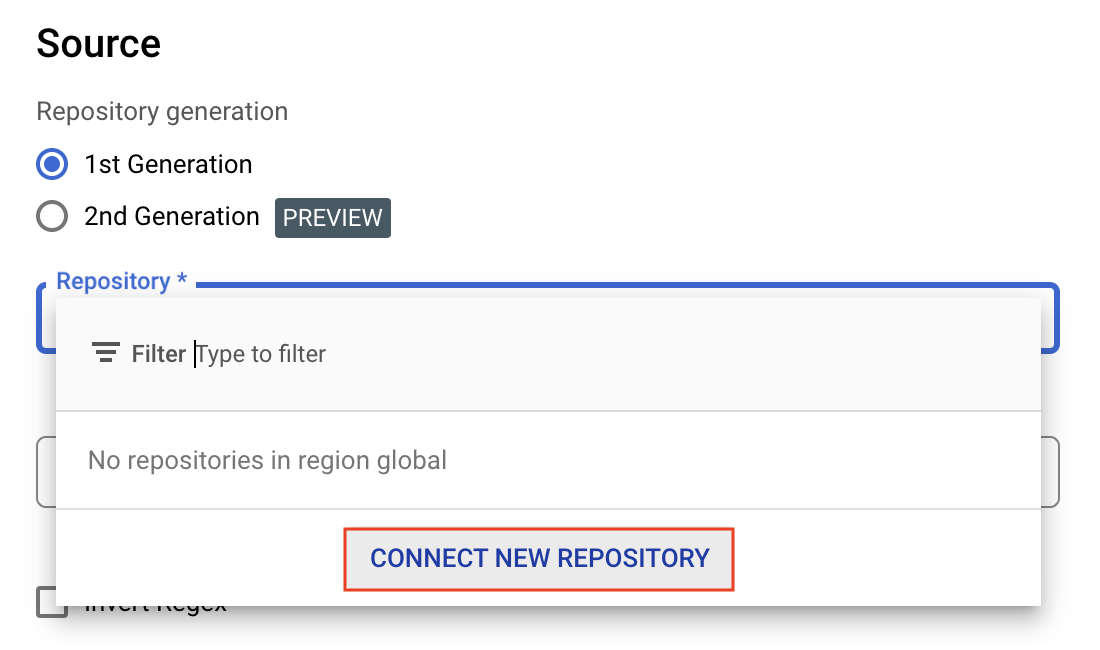 Source
Repository generation
1st Generation
2nd Generation PREVIEW
Repository *
Filter Type to filter
No repositories in region global
CONNECT NEW REPOSITORY
Invert Regex